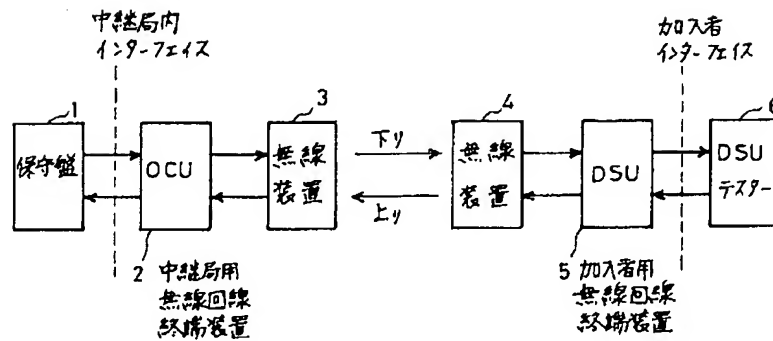 中継局内
インターフェイス
加入者
インターフェイス
1
3
4
6
保守盤
OCU
無線
装置
下り
上り
無線
装置
DSU
DSU
テスター
2 中継局用
無線回線
終端装置
5 加入者用
無線回線
終端装置